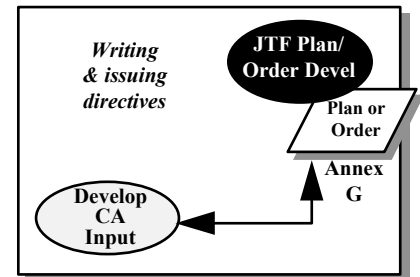 Writing
& issuing
directives
JTF Plan/
Order Devel
Plan or
Order
Annex
G
Develop
CA
Input